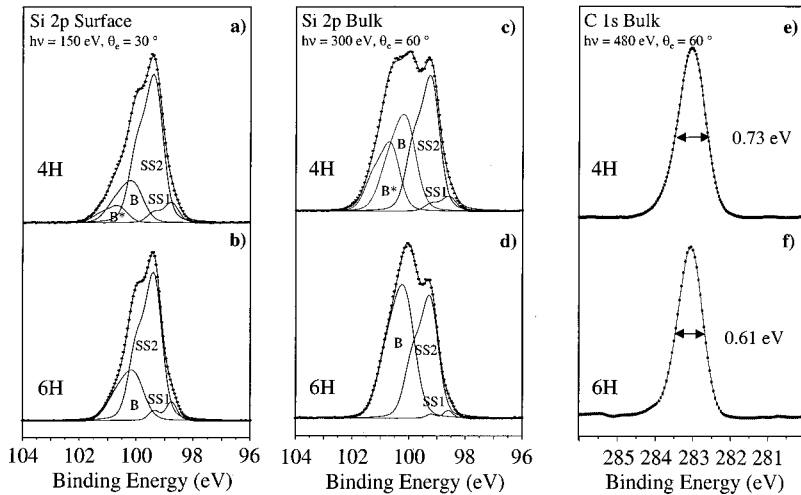 Si 2p Surface
hν = 150 eV, θe = 30 °
a)
4H
SS2
B
SS1
B*
b)
6H
SS2
B
SS1
104 102 100 98 96
Binding Energy (eV)
Si 2p Bulk
hν = 300 eV, θe = 60 °
c)
4H
B
SS2
B*
SS1
d)
6H
B
SS2
SS1
104 102 100 98 96
Binding Energy (eV)
C 1s Bulk
hν = 480 eV, θe = 60 °
e)
4H
0.73 eV
f)
6H
0.61 eV
285 284 283 282 281
Binding Energy (eV)